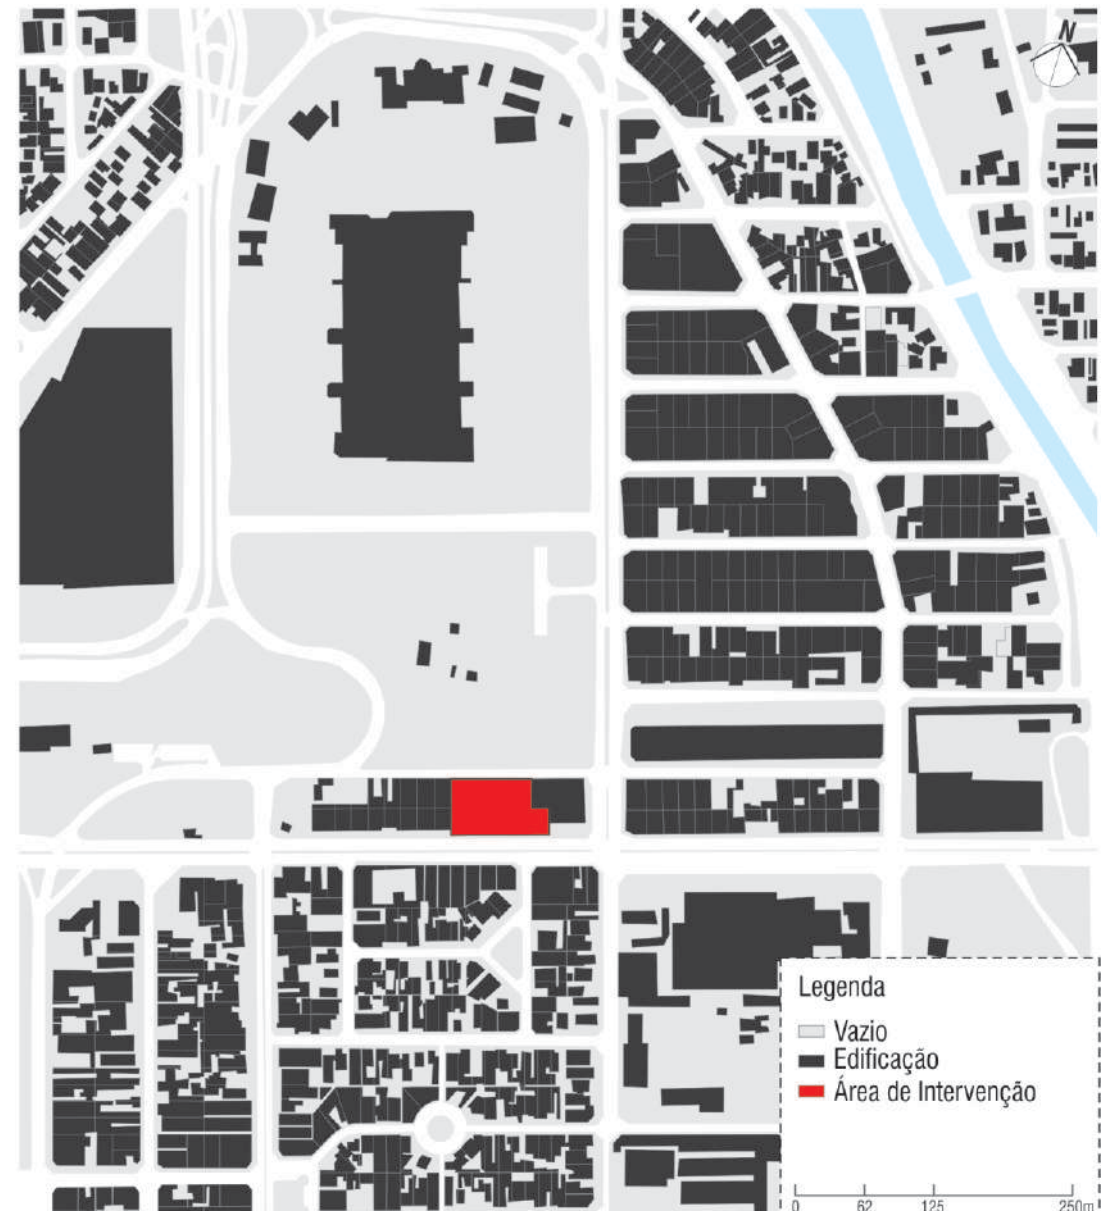 N
Legenda
Vazio
Edificação
Área de Intervenção
0 62 125 250m